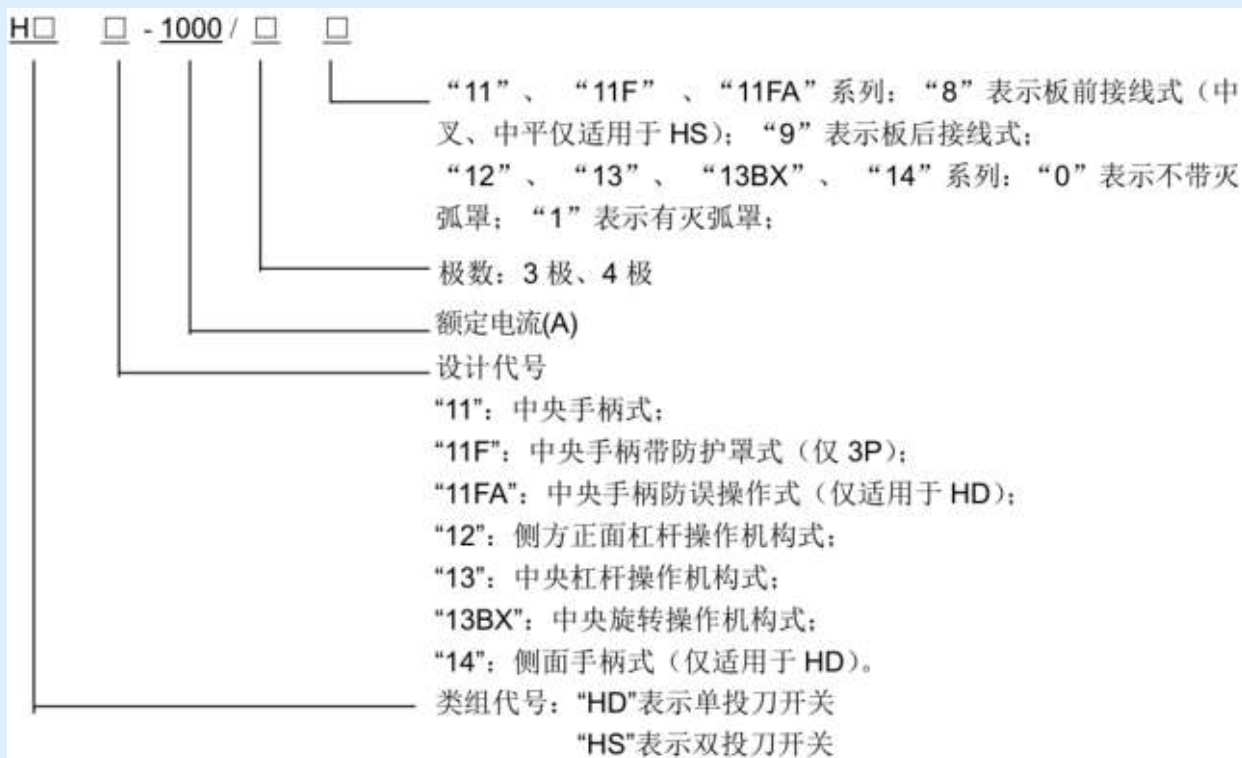 H□ □ - 1000 / □ □
“11”、 “11F” 、“11FA”系列：“8”表示板前接线式（中
叉、中平仅适用于 HS）；“9”表示板后接线式；
“12”、 “13”、 “13BX”、 “14”系列：“0”表示不带灭
弧罩；“1”表示有灭弧罩；
极数：3 极、4 极
额定电流(A)
设计代号
“11”：中央手柄式；
“11F”：中央手柄带防护罩式（仅 3P）；
“11FA”：中央手柄防误操作式（仅适用于 HD）；
“12”：侧方正面杠杆操作机构式；
“13”：中央杠杆操作机构式；
“13BX”：中央旋转操作机构式；
“14”：侧面手柄式（仅适用于 HD）。
类组代号：“HD”表示单投刀开关
“HS”表示双投刀开关